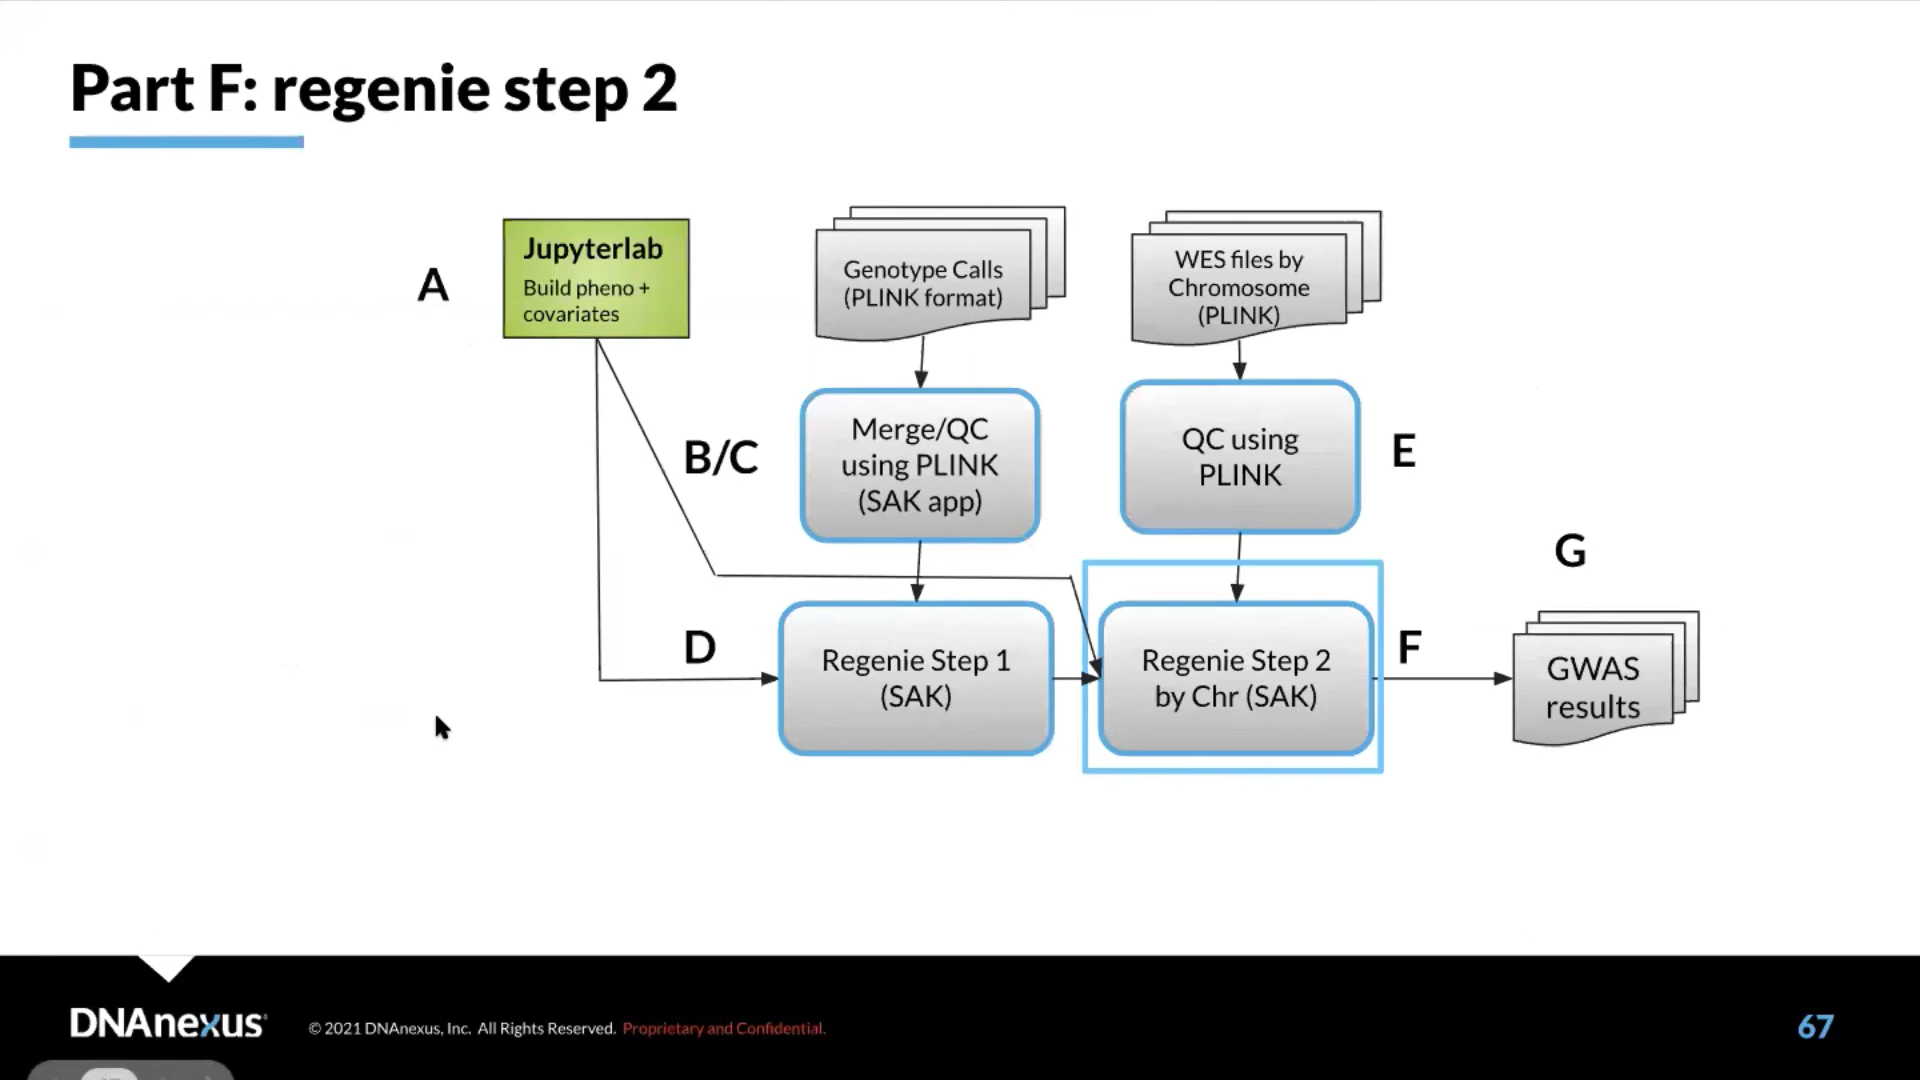 Part F: regenie step 2
A
Jupyterlab
Build pheno +
covariates
Genotype Calls
(PLINK format)
WES files by
Chromosome
(PLINK)
B/C
Merge/QC
using PLINK
(SAK app)
QC using
PLINK
E
G
D
Regenie Step 1
(SAK)
Regenie Step 2
by Chr (SAK)
F
GWAS
results
DNAnexus
© 2021 DNAnexus, Inc. All Rights Reserved. Proprietary and Confidential.
67